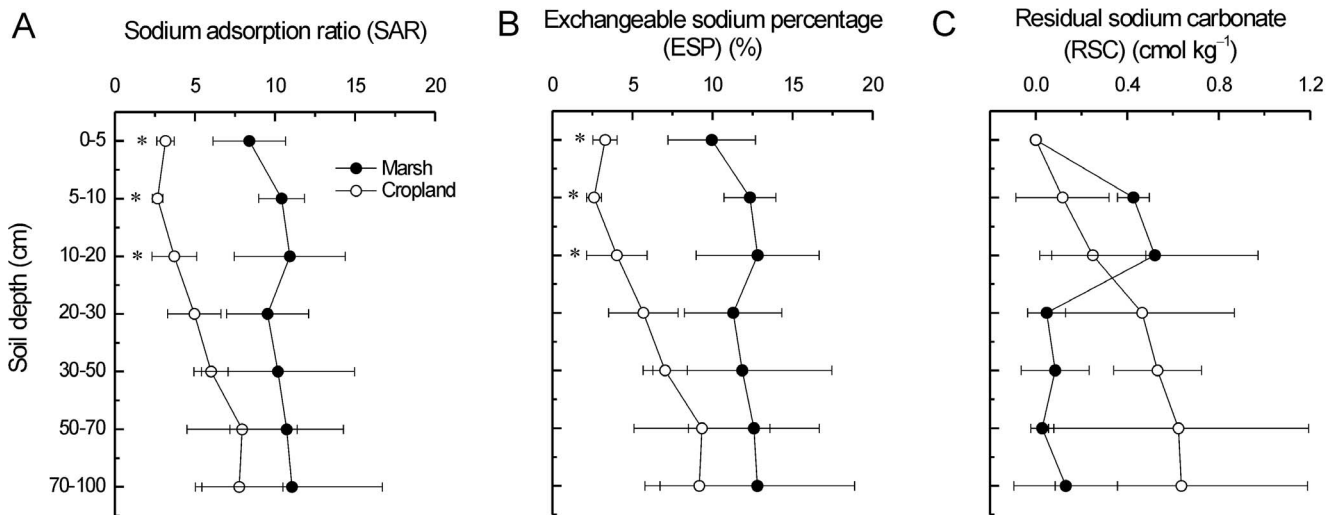 A
Sodium adsorption ratio (SAR)
0 5 10 15 20
Soil depth (cm)
0-5
5-10
10-20
20-30
30-50
50-70
70-100
*
*
*
Marsh
Cropland
B
Exchangeable sodium percentage
(ESP) (%)
0 5 10 15 20
*
*
*
C
Residual sodium carbonate
(RSC) (cmol kg⁻¹)
0.0 0.4 0.8 1.2